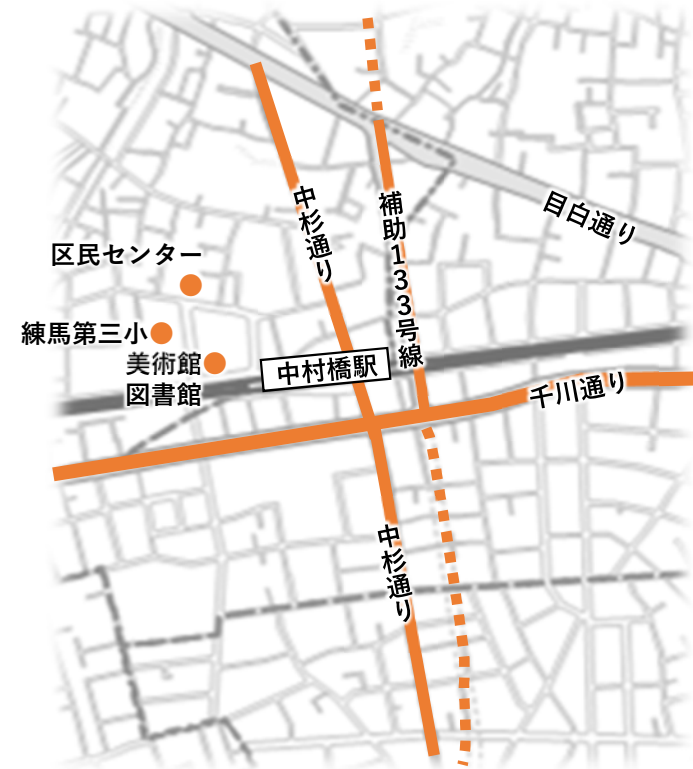 目白通り
中杉通り
補助133号線
区民センター
練馬第三小
美術館
図書館
中村橋駅
千川通り
中杉通り